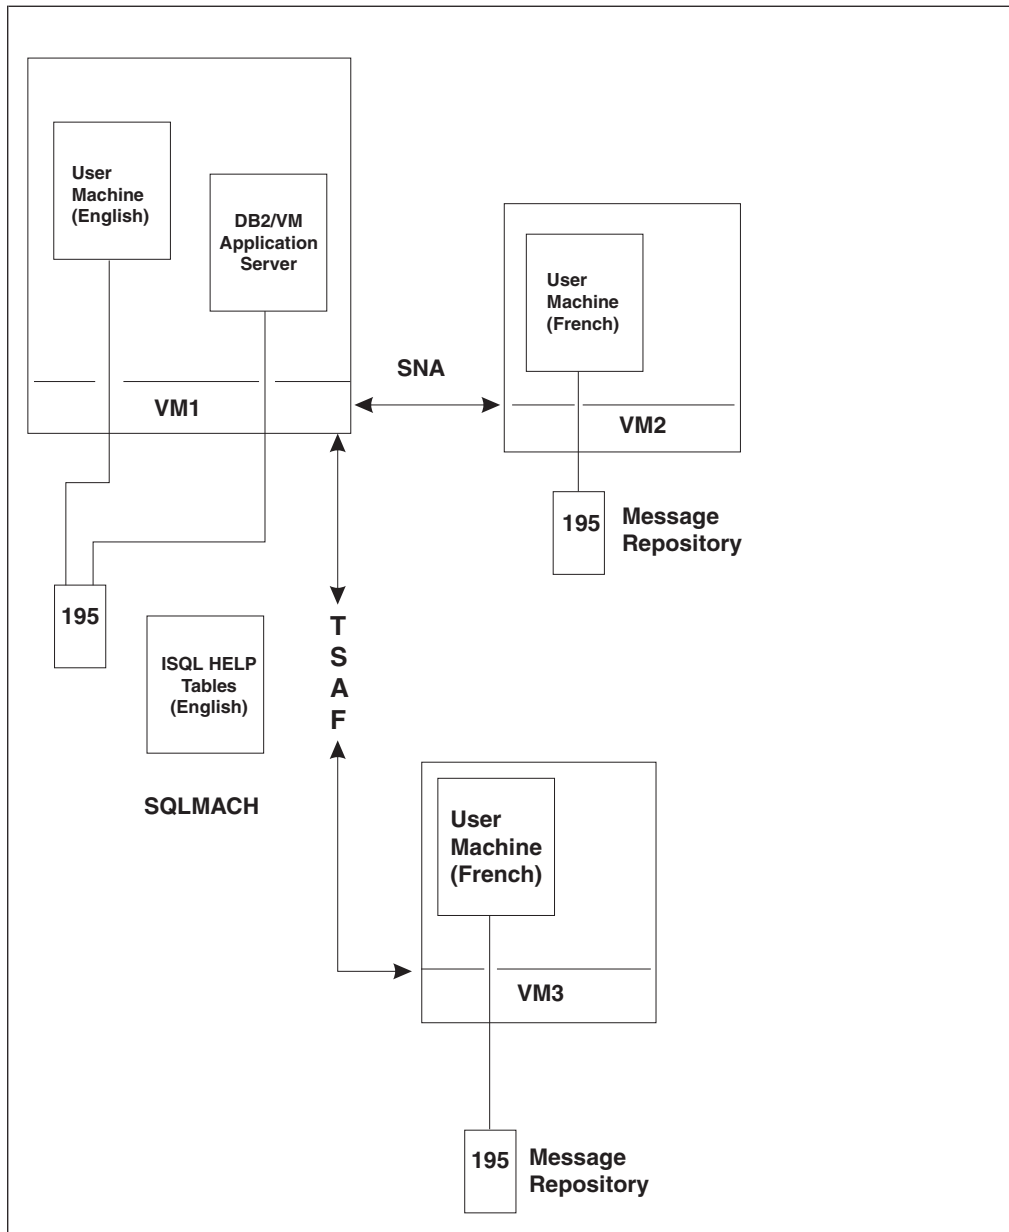 User
Machine
(English)
DB2/VM
Application
Server
VM1
SNA
User
Machine
(French)
VM2
195
Message
Repository
195
ISQL HELP
Tables
(English)
SQLMACH
T
S
A
F
User
Machine
(French)
VM3
195
Message
Repository